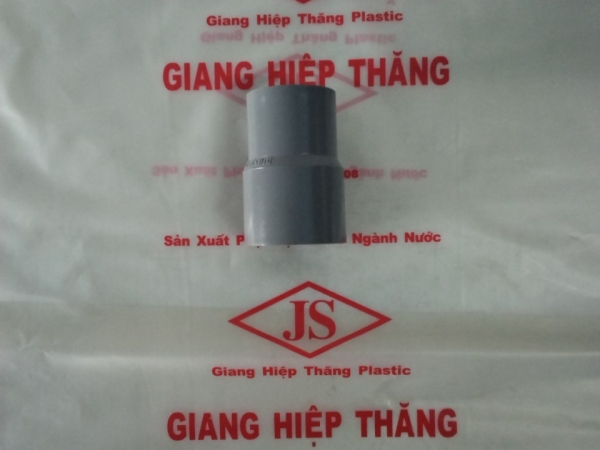 Giang Hiệp Thăng Plastic
GIANG HIỆP THĂNG
08
Sản Xuất P
Ngành Nước
JS
Giang Hiệp Thăng Plastic
GIANG HIỆP THĂNG